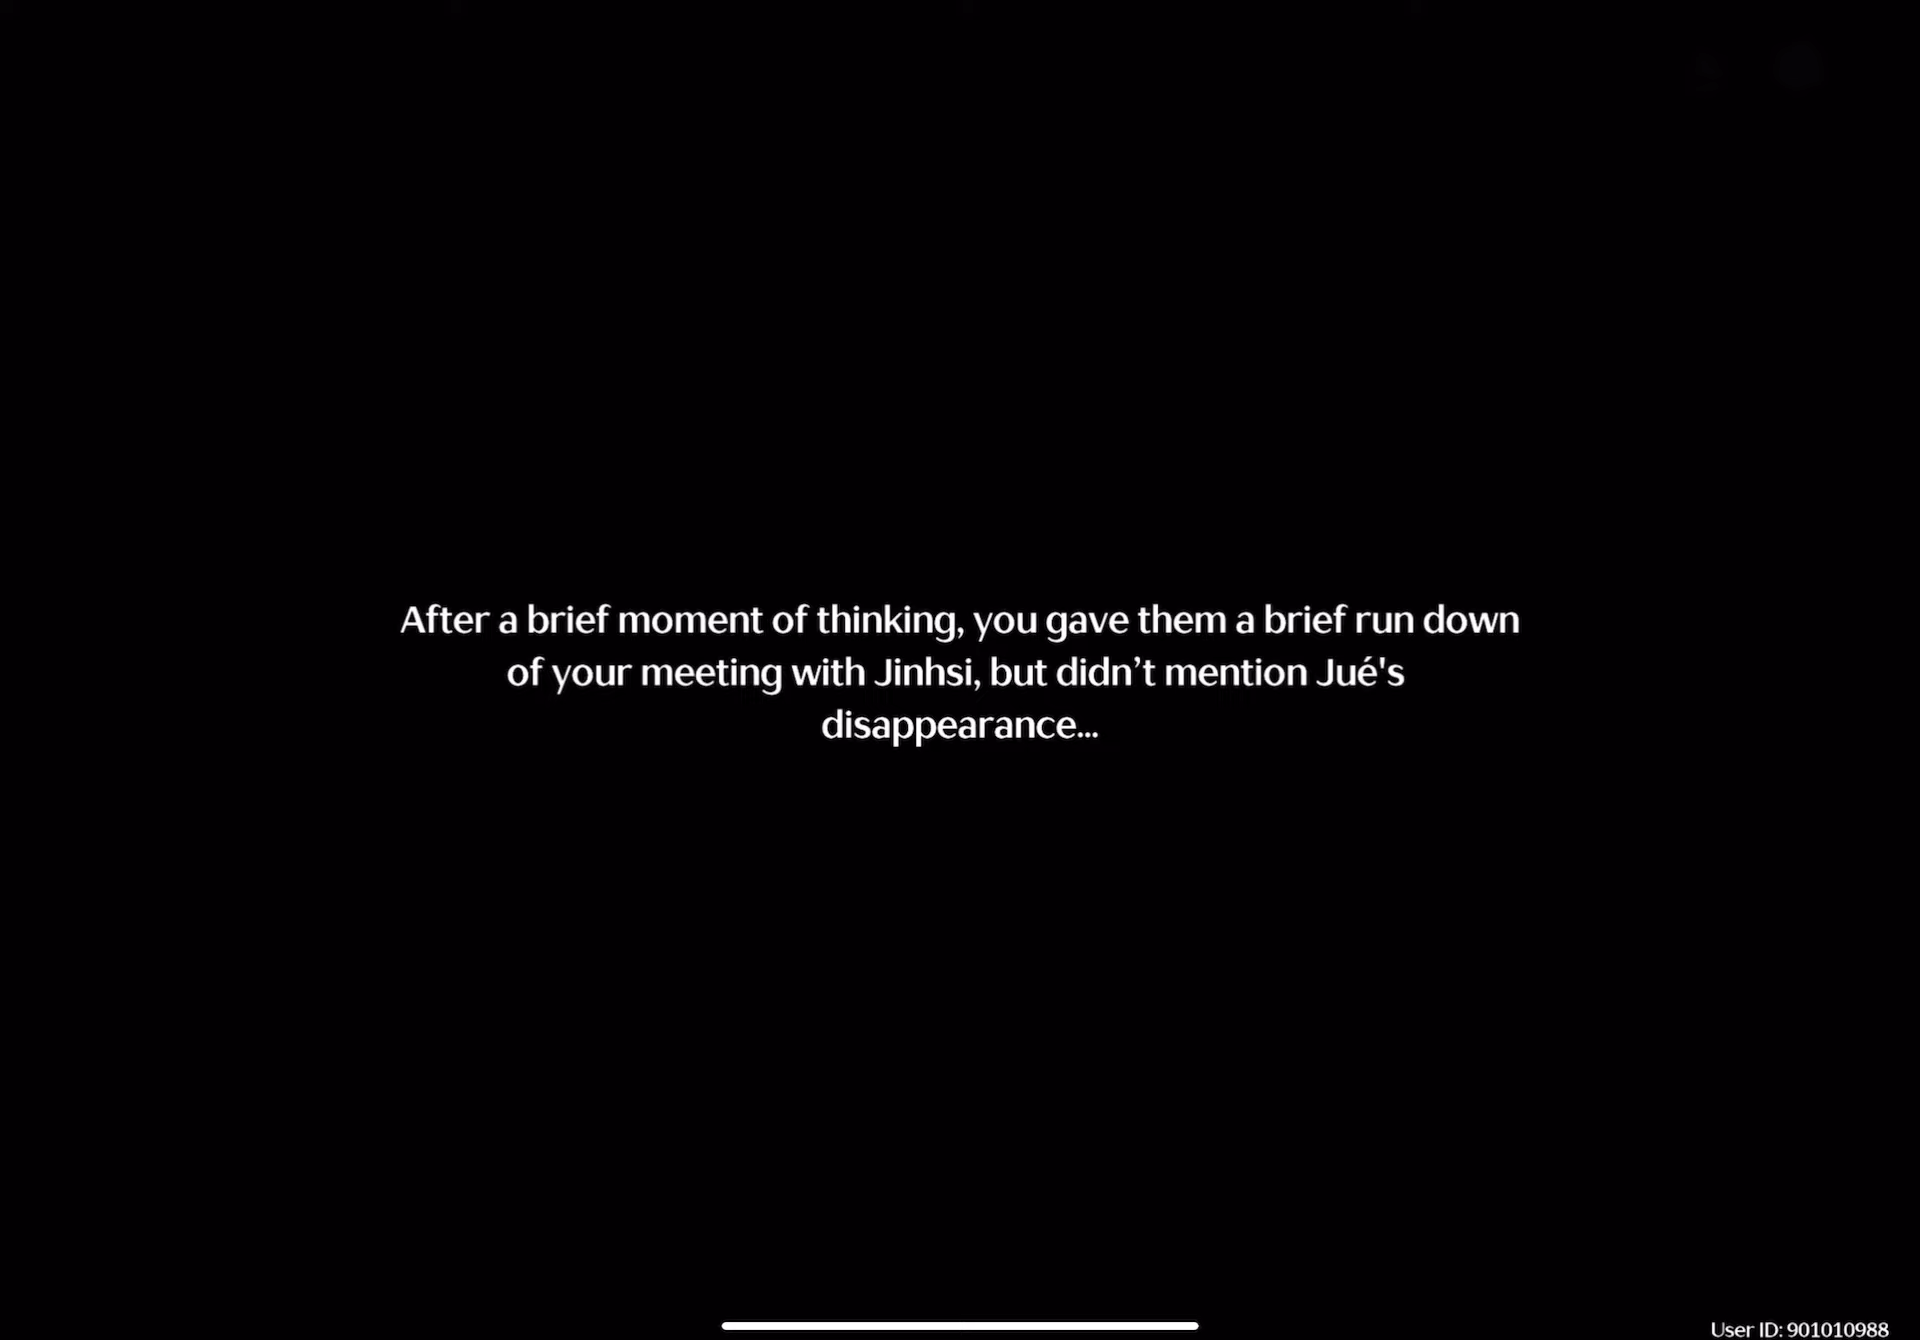 After a brief moment of thinking, you gave them a brief run down
of your meeting with Jinhsi, but didn’t mention Jué's
disappearance...
User ID: 901010988